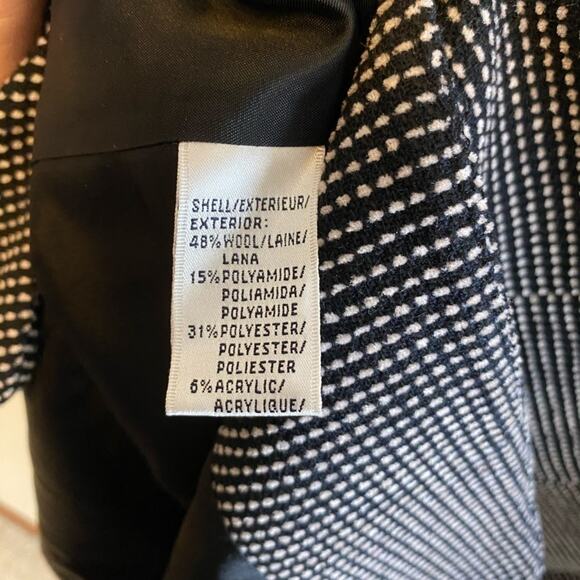 SHELL/EXTERIEUR/
EXTERIOR:
48%WOOL/LAINE/
LANA
15%POLYAMIDE/
POLIAMIDA/
POLYAMIDE
31%POLYESTER/
POLYESTER/
POLIESTER
6%ACRYLIC/
ACRYLIQUE/